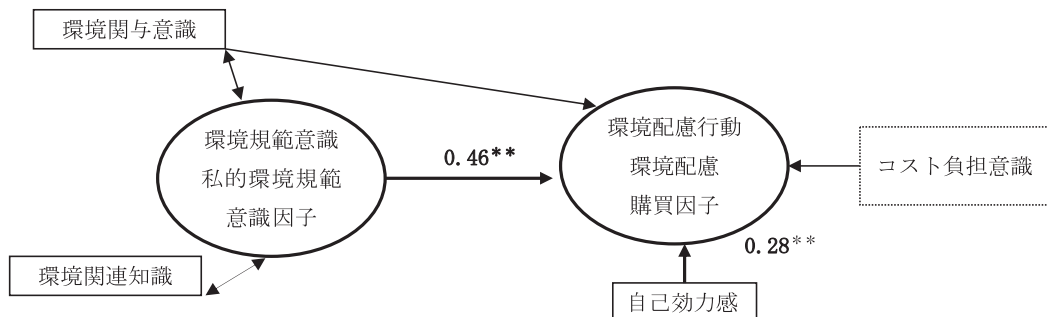 環境関与意識
環境規範意識
私的環境規範
意識因子
0.46**
環境配慮行動
環境配慮
購買因子
コスト負担意識
0.28**
環境関連知識
自己効力感